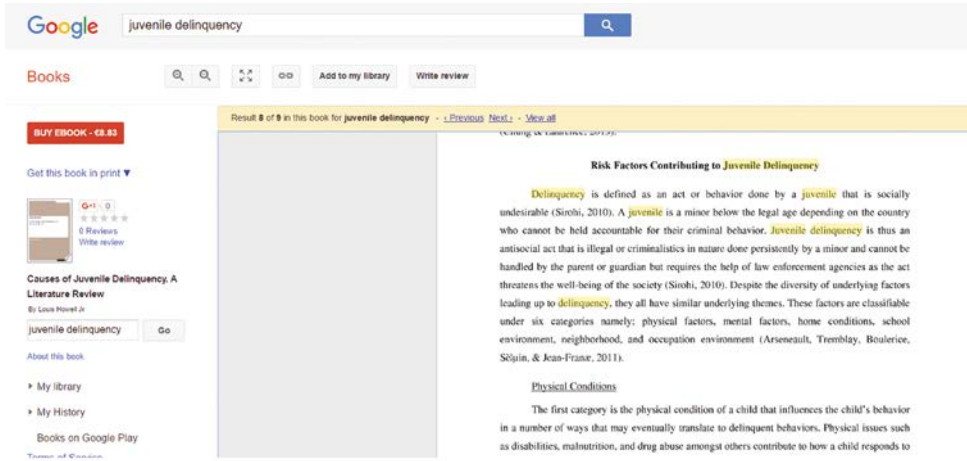 Google
juvenile delinquency
Books
Add to my library
Write review
BUY EBOOK - €8.83
Get this book in print ▼
G+1 0
0 Reviews
Write review
Causes of Juvenile Delinquency. A
Literature Review
By Louis Howell Jr
juvenile delinquency Go
About this book
My library
My History
Books on Google Play
Terms of Service
Result 8 of 9 in this book for juvenile delinquency - ‹ Previous Next › - View all
Risk Factors Contributing to Juvenile Delinquency
Delinquency is defined as an act or behavior done by a juvenile that is socially
undesirable (Sirohi, 2010). A juvenile is a minor below the legal age depending on the country
who cannot be held accountable for their criminal behavior. Juvenile delinquency is thus an
antisocial act that is illegal or criminalistics in nature done persistently by a minor and cannot be
handled by the parent or guardian but requires the help of law enforcement agencies as the act
threatens the well-being of the society (Sirohi, 2010). Despite the diversity of underlying factors
leading up to delinquency, they all have similar underlying themes. These factors are classifiable
under six categories namely; physical factors, mental factors, home conditions, school
environment, neighborhood, and occupation environment (Arseneault, Tremblay, Boulerice,
& 2011).
Physical Conditions
The first category is the physical condition of a child that influences the child's behavior
in a number of ways that may eventually translate to delinquent behaviors. Physical issues such
as disabilities, malnutrition, and drug abuse amongst others contribute to how a child responds to